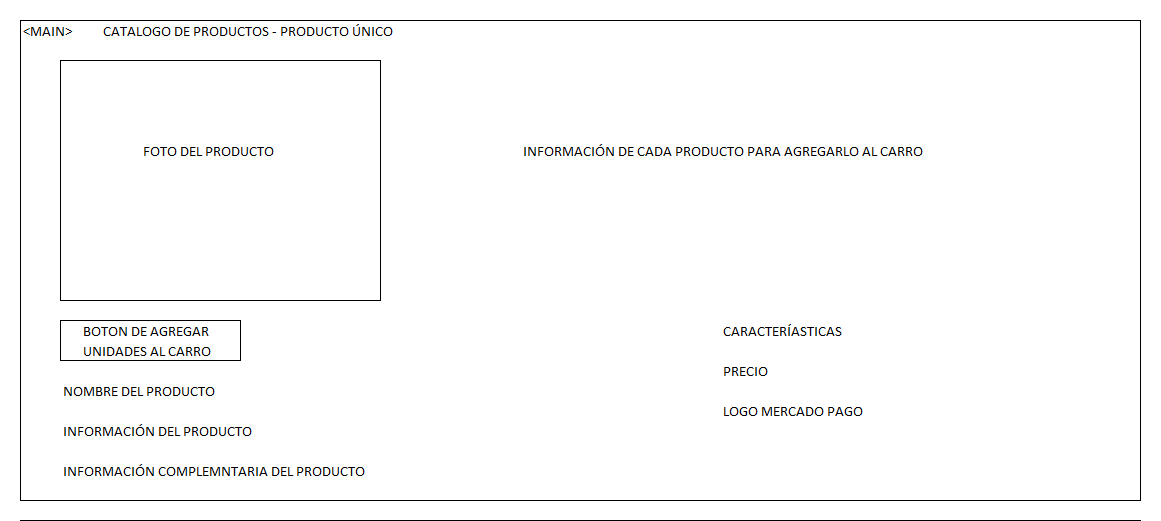 <MAIN> CATALOGO DE PRODUCTOS - PRODUCTO ÚNICO
FOTO DEL PRODUCTO
INFORMACIÓN DE CADA PRODUCTO PARA AGREGARLO AL CARRO
BOTON DE AGREGAR
UNIDADES AL CARRO
NOMBRE DEL PRODUCTO
INFORMACIÓN DEL PRODUCTO
INFORMACIÓN COMPLEMNTARIA DEL PRODUCTO
CARACTERÍASTICAS
PRECIO
LOGO MERCADO PAGO